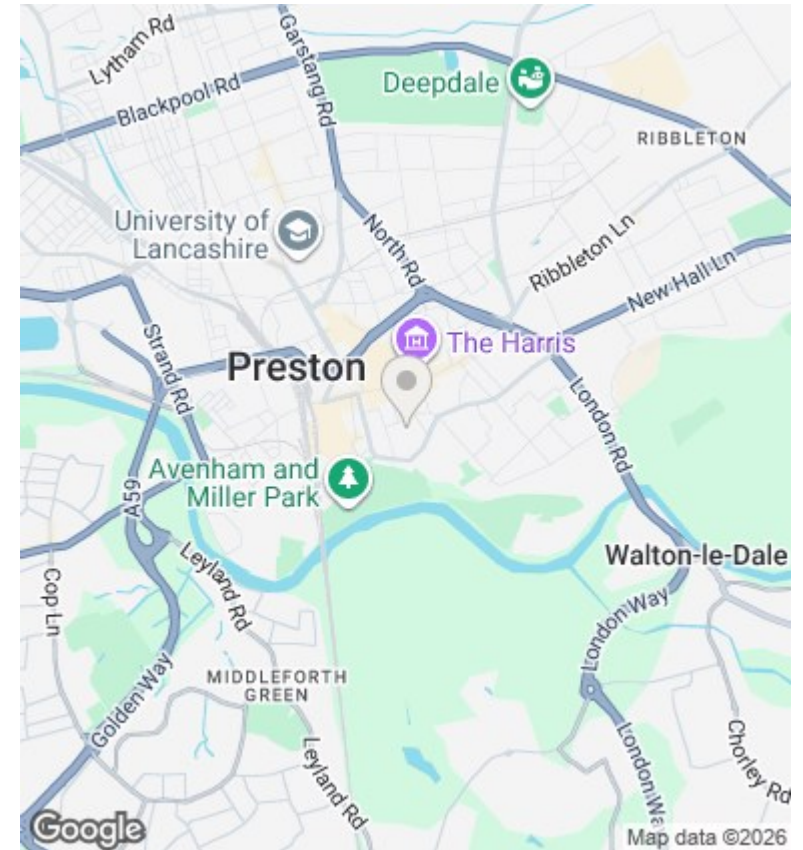 Lytham Rd
Garstang Rd
Blackpool Rd
Deepdale
RIBBLETON
University of
Lancashire
North Rd
Ribbleton Ln
New Hall Ln
Strand Rd
The Harris
Preston
London Rd
Avenham and
Miller Park
A59
Leyland Rd
Walton-le-Dale
Cop Ln
London Way
MIDDLEFORTH
GREEN
Golden Way
Leyland Rd
London Way
Chorley Rd
Google
Map data ©2026